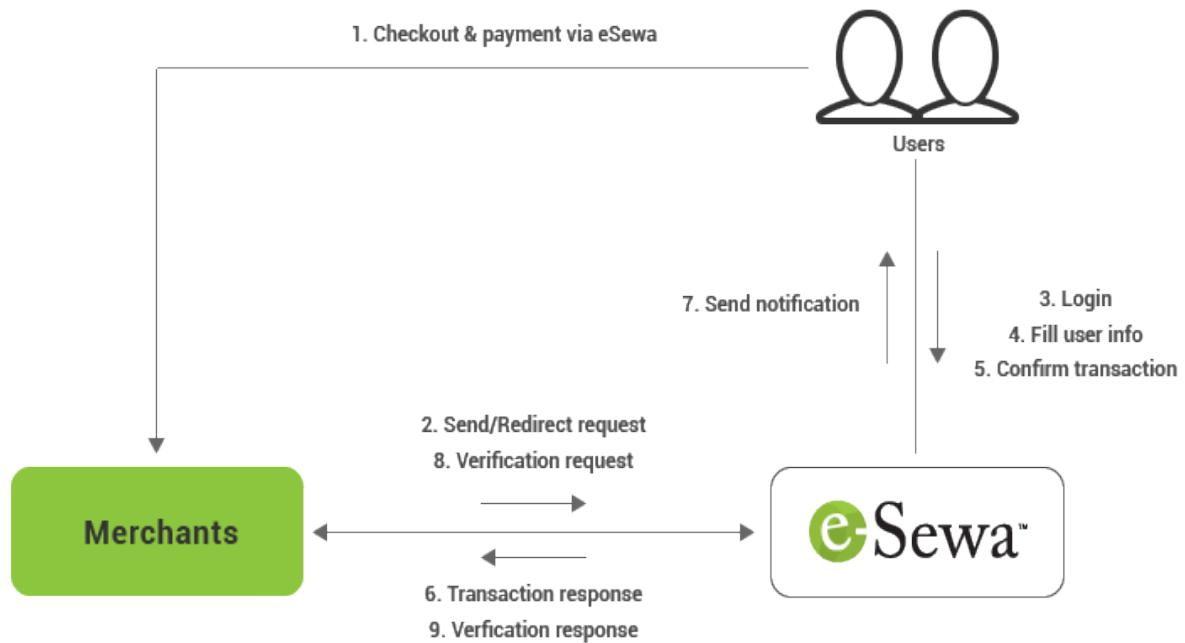 1. Checkout & payment via eSewa
Users
7. Send notification
3. Login
4. Fill user info
5. Confirm transaction
2. Send/Redirect request
8. Verification request
Merchants
e-Sewa™
6. Transaction response
9. Verfication response